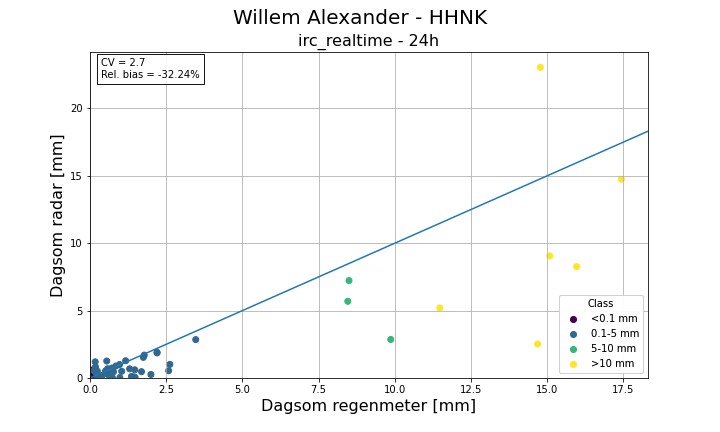 Willem Alexander - HHNK
irc_realtime - 24h
CV = 2.7
Rel. bias = -32.24%
Dagsom radar [mm]
20
15
10
5
0
0.0 2.5 5.0 7.5 10.0 12.5 15.0 17.5
Dagsom regenmeter [mm]
Class
<0.1 mm
0.1-5 mm
5-10 mm
>10 mm